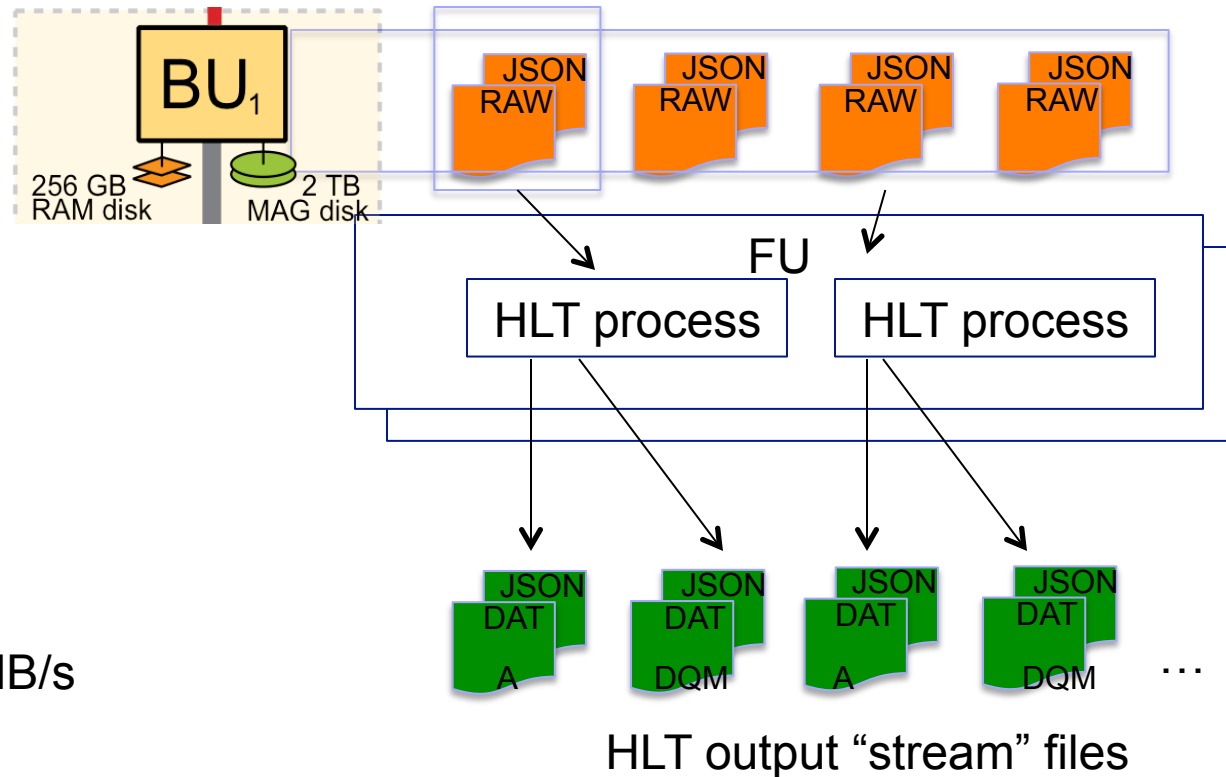 BU1
256 GB
RAM disk
2 TB
MAG disk
JSON
RAW
JSON
RAW
JSON
RAW
JSON
RAW
FU
HLT process
HLT process
JSON
DAT
A
JSON
DAT
DQM
JSON
DAT
A
JSON
DAT
DQM
…
B/s
HLT output “stream” files